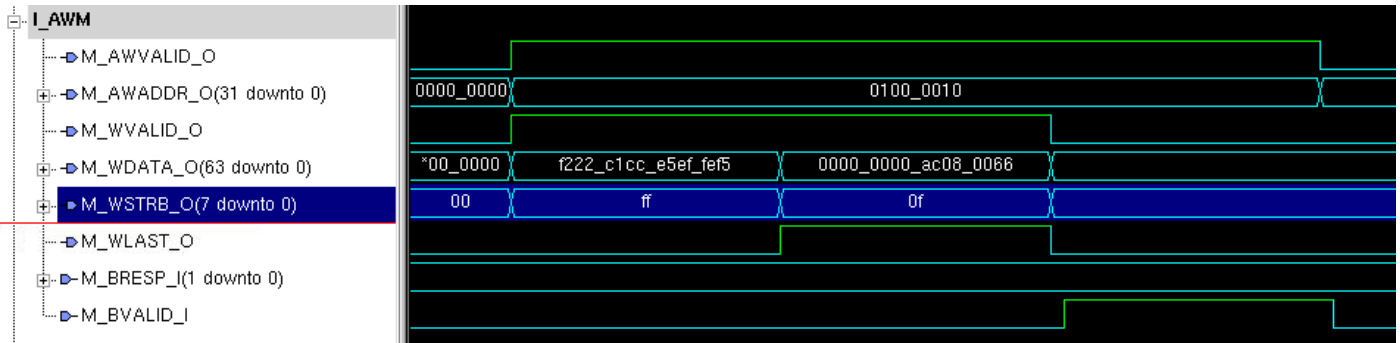 I_AWM
M_AWVALID_O
M_AWADDR_O(31 downto 0) 0000_0000 0100_0010
M_WVALID_O
M_WDATA_O(63 downto 0) *00_0000 f222_c1cc_e5ef_fef5 0000_0000_ac08_0066
M_WSTRB_O(7 downto 0) 00 ff 0f
M_WLAST_O
M_BRESP_I(1 downto 0)
M_BVALID_I